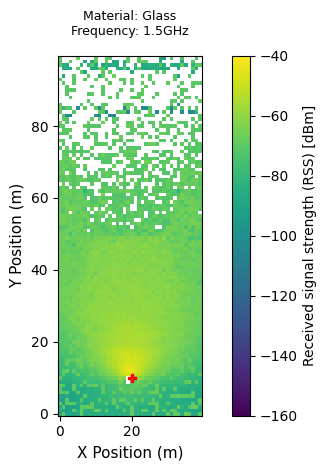 Material: Glass
Frequency: 1.5GHz
Y Position (m)
80
60
40
20
0
0
20
X Position (m)
−40
−60
−80
−100
−120
−140
−160
Received signal strength (RSS) [dBm]